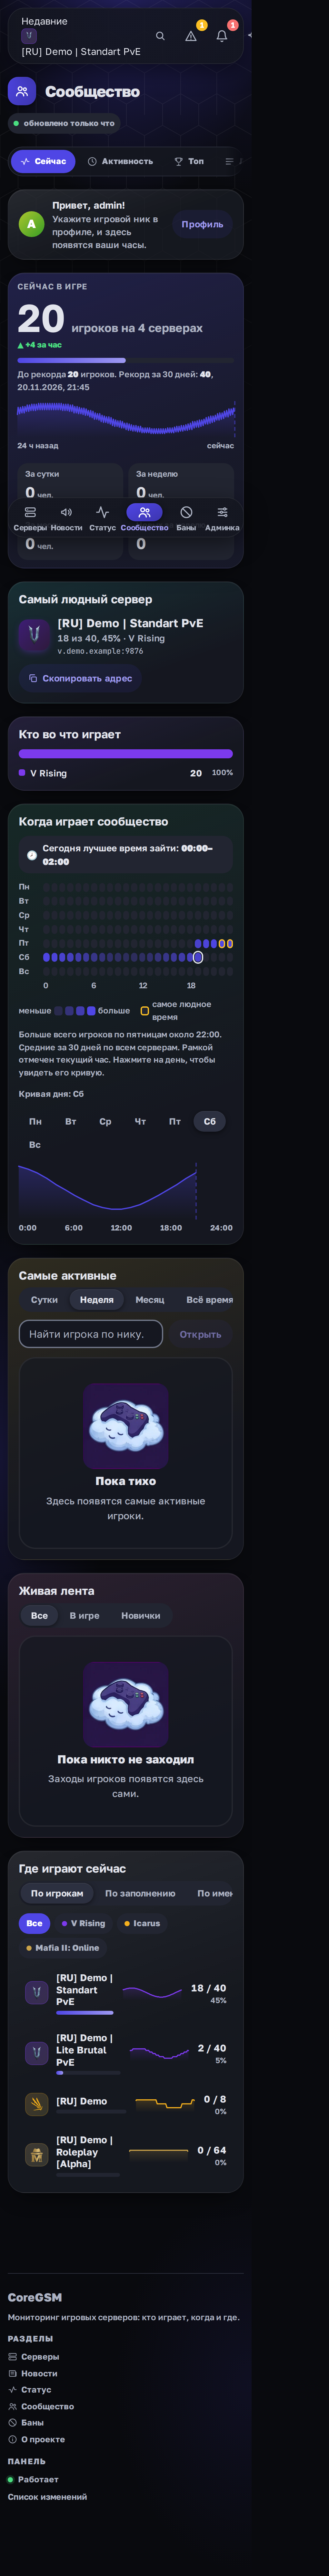 Недавние
[RU] Demo | Standart PvE
1
1
Сообщество
обновлено только что
Сейчас
Активность
Топ
A
Привет, admin!
Укажите игровой ник в
профиле, и здесь
появятся ваши часы.
Профиль
СЕЙЧАС В ИГРЕ
20 игроков на 4 серверах
▲ +4 за час
До рекорда 20 игроков. Рекорд за 30 дней: 40,
20.11.2026, 21:45
24 ч назад
сейчас
За сутки
0 чел.
За неделю
0 чел.
Серверы
Новости
Статус
Сообщество
Баны
Админка
0 чел.
0
Самый людный сервер
[RU] Demo | Standart PvE
18 из 40, 45% · V Rising
v.demo.example:9876
Скопировать адрес
Кто во что играет
V Rising
20
100%
Когда играет сообщество
Сегодня лучшее время зайти: 00:00–
02:00
Пн
Вт
Ср
Чт
Пт
Сб
Вс
0
6
12
18
меньше
больше
самое людное
время
Больше всего игроков по пятницам около 22:00.
Средние за 30 дней по всем серверам. Рамкой
отмечен текущий час. Нажмите на день, чтобы
увидеть его кривую.
Кривая дня: Сб
Пн
Вт
Ср
Чт
Пт
Сб
Вс
0:00
6:00
12:00
18:00
24:00
Самые активные
Сутки
Неделя
Месяц
Всё время
Найти игрока по нику.
Открыть
Пока тихо
Здесь появятся самые активные
игроки.
Живая лента
Все
В игре
Новички
Пока никто не заходил
Заходы игроков появятся здесь
сами.
Где играют сейчас
По игрокам
По заполнению
По имен
Все
V Rising
Icarus
Mafia II: Online
[RU] Demo |
Standart
PvE
18 / 40
45%
[RU] Demo |
Lite Brutal
PvE
2 / 40
5%
[RU] Demo
0 / 8
0%
[RU] Demo |
Roleplay
[Alpha]
0 / 64
0%
CoreGSM
Мониторинг игровых серверов: кто играет, когда и где.
РАЗДЕЛЫ
Серверы
Новости
Статус
Сообщество
Баны
О проекте
ПАНЕЛЬ
Работает
Список изменений